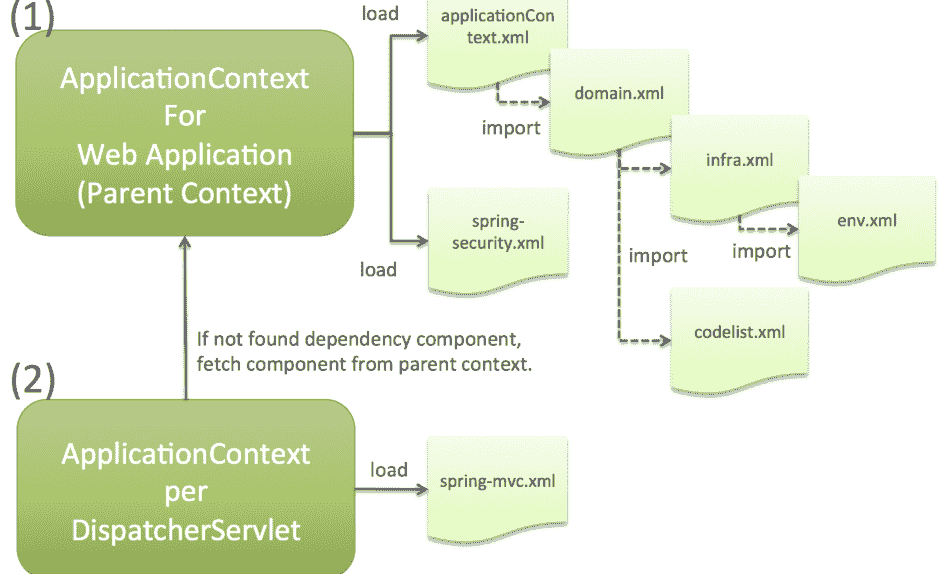 (1)
ApplicationContext
For
Web Application
(Parent Context)
load
applicationCon
text.xml
import
domain.xml
infra.xml
import
env.xml
import
codelist.xml
load
spring-
security.xml
If not found dependency component,
fetch component from parent context.
(2)
ApplicationContext
per
DispatcherServlet
load
spring-mvc.xml